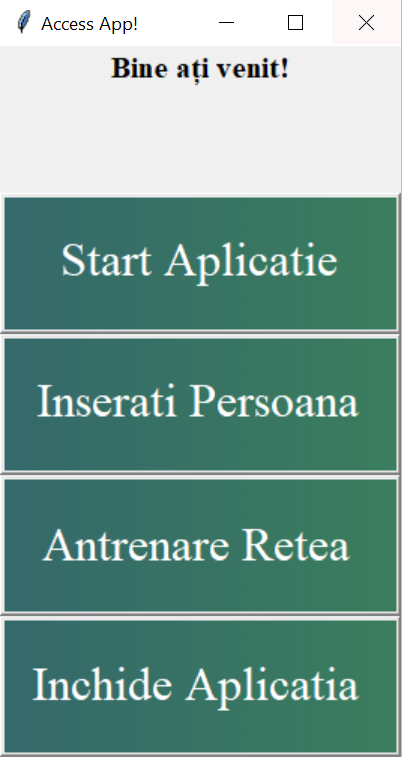 Access App!
Bine ați venit!
Start Aplicatie
Inserati Persoana
Antrenare Retea
Inchide Aplicatia